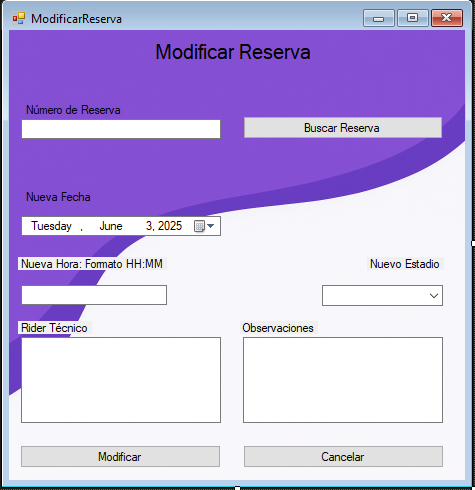 ModificarReserva
Modificar Reserva
Número de Reserva
Buscar Reserva
Nueva Fecha
Tuesday , June 3, 2025
Nueva Hora: Formato HH:MM
Nuevo Estadio
Rider Técnico
Observaciones
Modificar
Cancelar